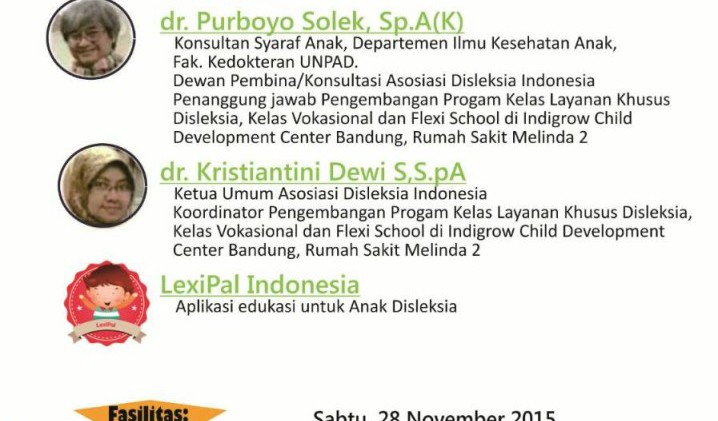 dr. Purboyo Solek, Sp.A(K)
Konsultan Syaraf Anak, Departemen Ilmu Kesehatan Anak,
Fak. Kedokteran UNPAD.
Dewan Pembina/Konsultasi Asosiasi Disleksia Indonesia
Penanggung jawab Pengembangan Progam Kelas Layanan Khusus
Disleksia, Kelas Vokasional dan Flexi School di Indigrow Child
Development Center Bandung, Rumah Sakit Melinda 2
dr. Kristiantini Dewi S,S.pA
Ketua Umum Asosiasi Disleksia Indonesia
Koordinator Pengembangan Progam Kelas Layanan Khusus Disleksia,
Kelas Vokasional dan Flexi School di Indigrow Child Development
Center Bandung, Rumah Sakit Melinda 2
LexiPal Indonesia
Aplikasi edukasi untuk Anak Disleksia
LexiPal
Fasilitas:
Sabtu, 28 November 2015